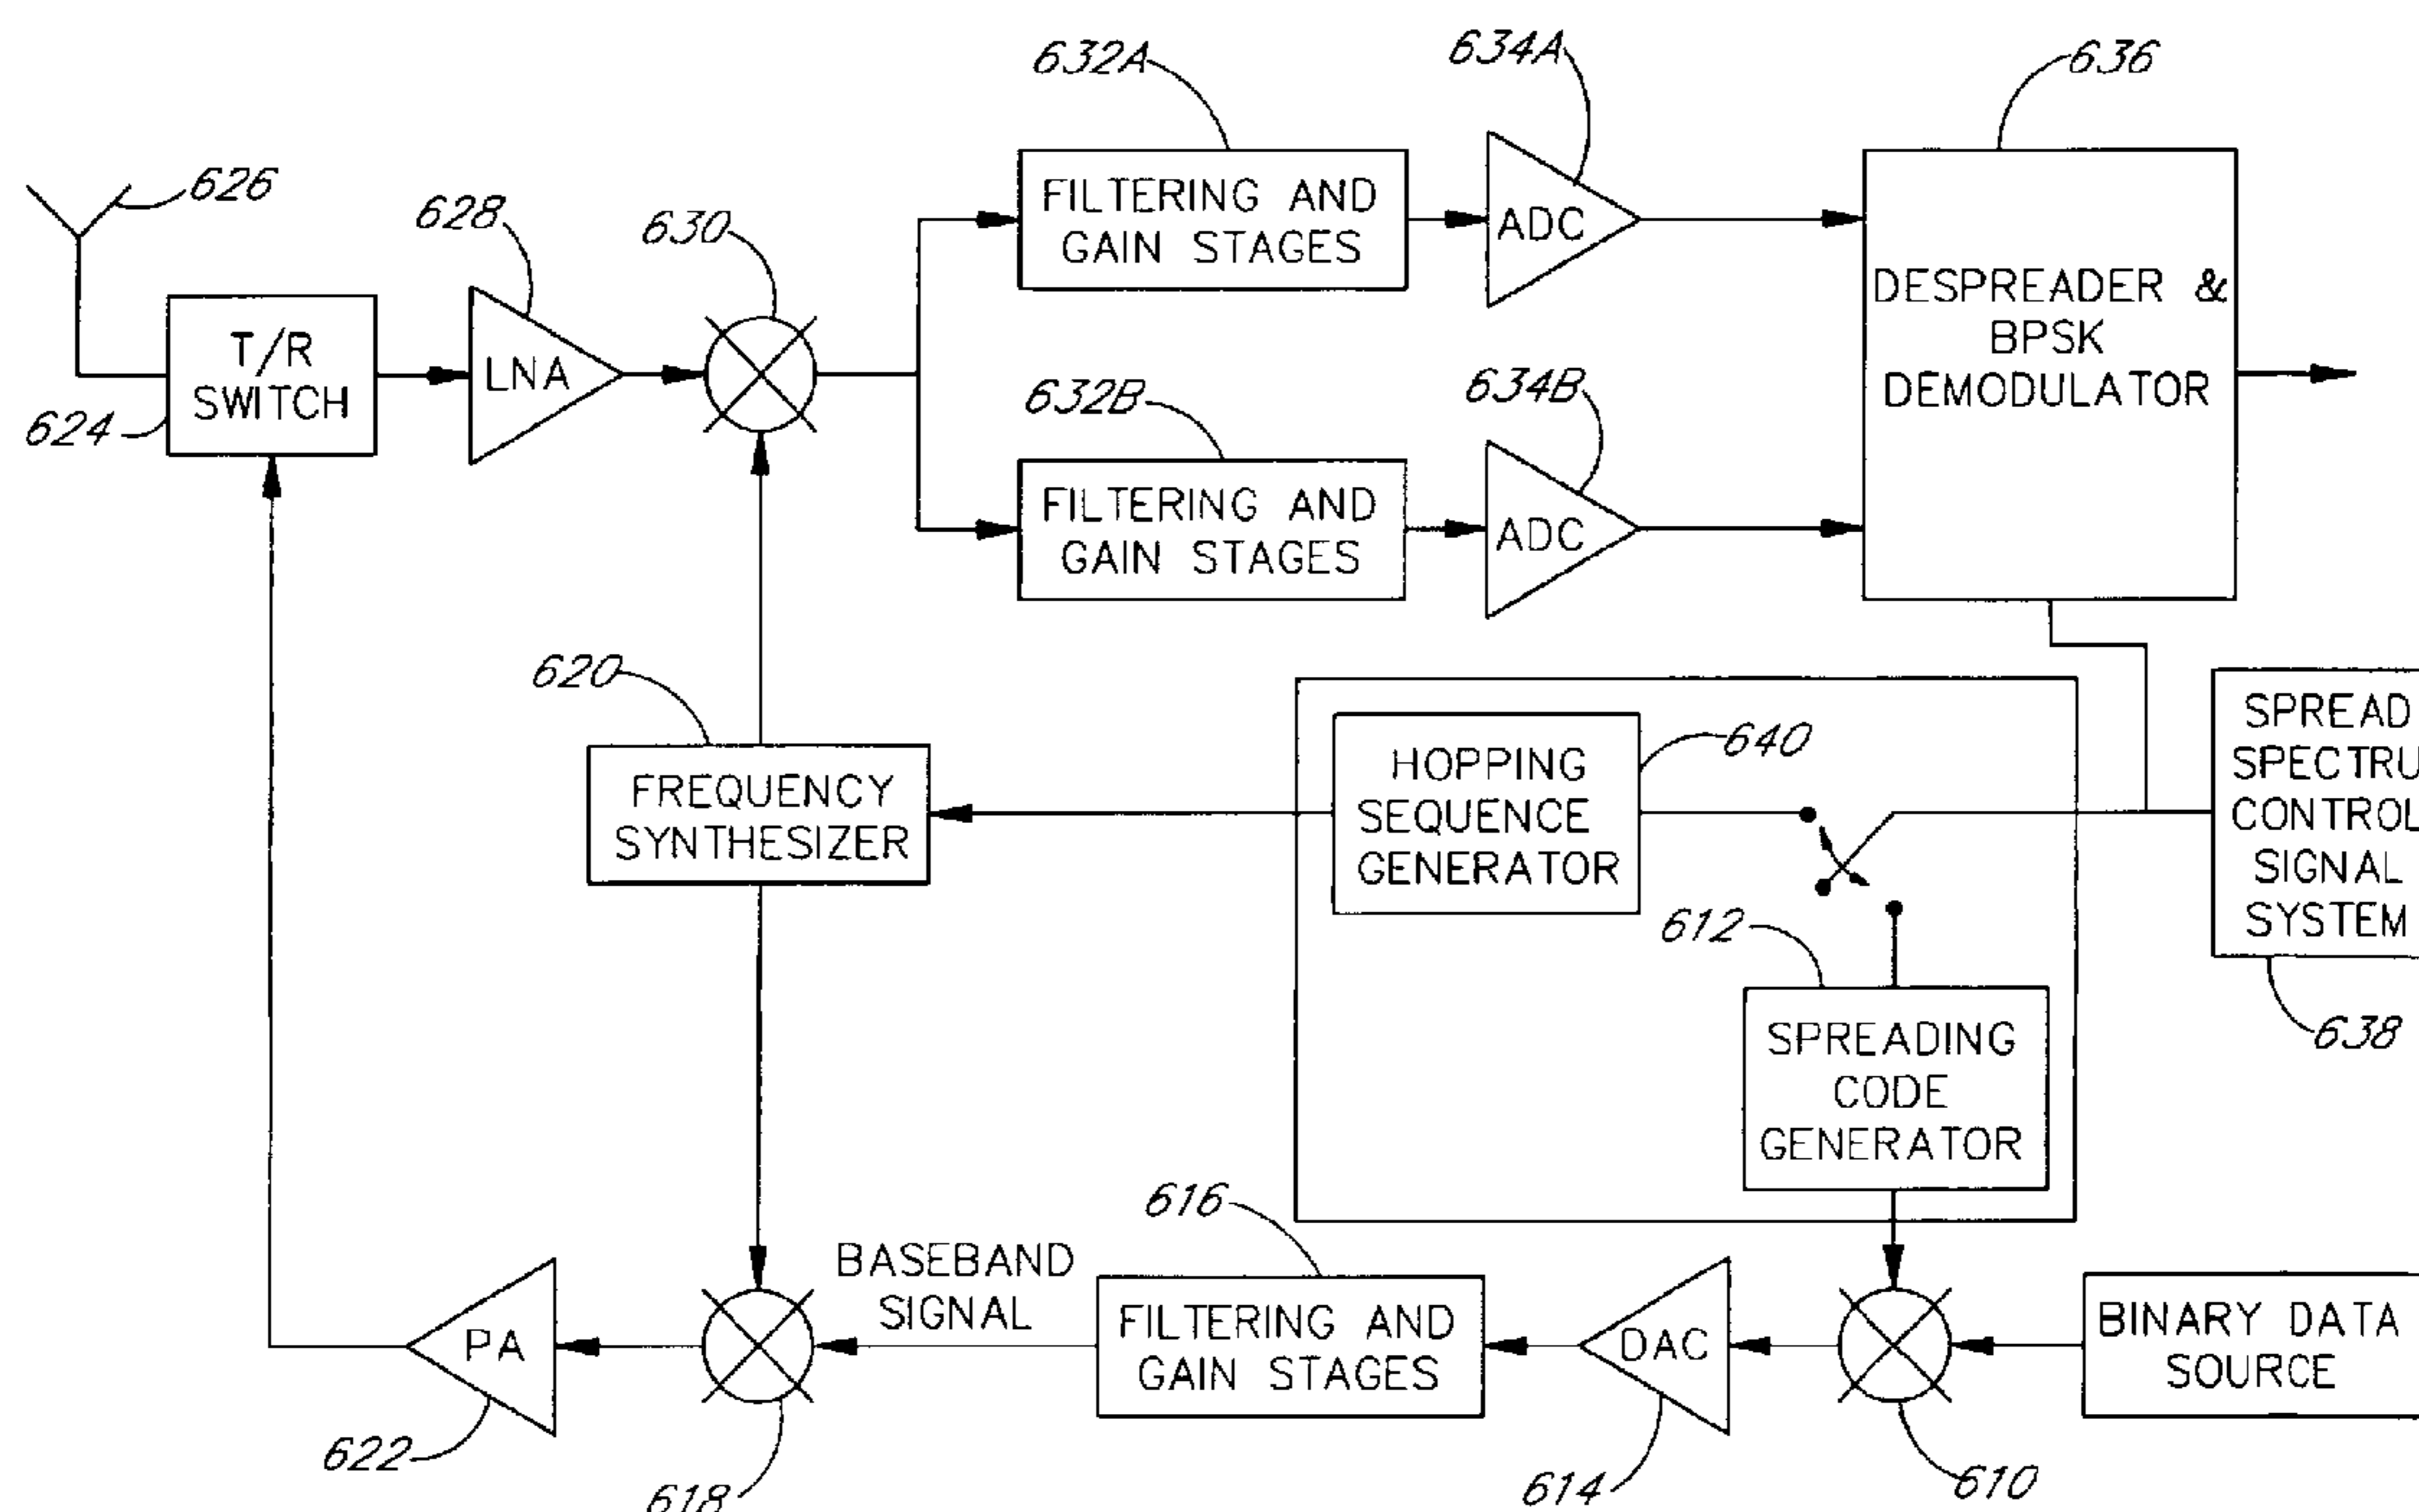 632A
634A
636
626
628
630
FILTERING AND
GAIN STAGES
ADC
T/R
SWITCH
LNA
DESPREADER &
BPSK
DEMODULATOR
624
632B
634B
FILTERING AND
GAIN STAGES
ADC
620
FREQUENCY
SYNTHESIZER
HOPPING
SEQUENCE
GENERATOR
640
SPREAD
SPECTRU
CONTROL
SIGNAL
SYSTEM
638
612
SPREADING
CODE
GENERATOR
616
BASEBAND
SIGNAL
PA
FILTERING AND
GAIN STAGES
DAC
BINARY DATA
SOURCE
622
618
614
610